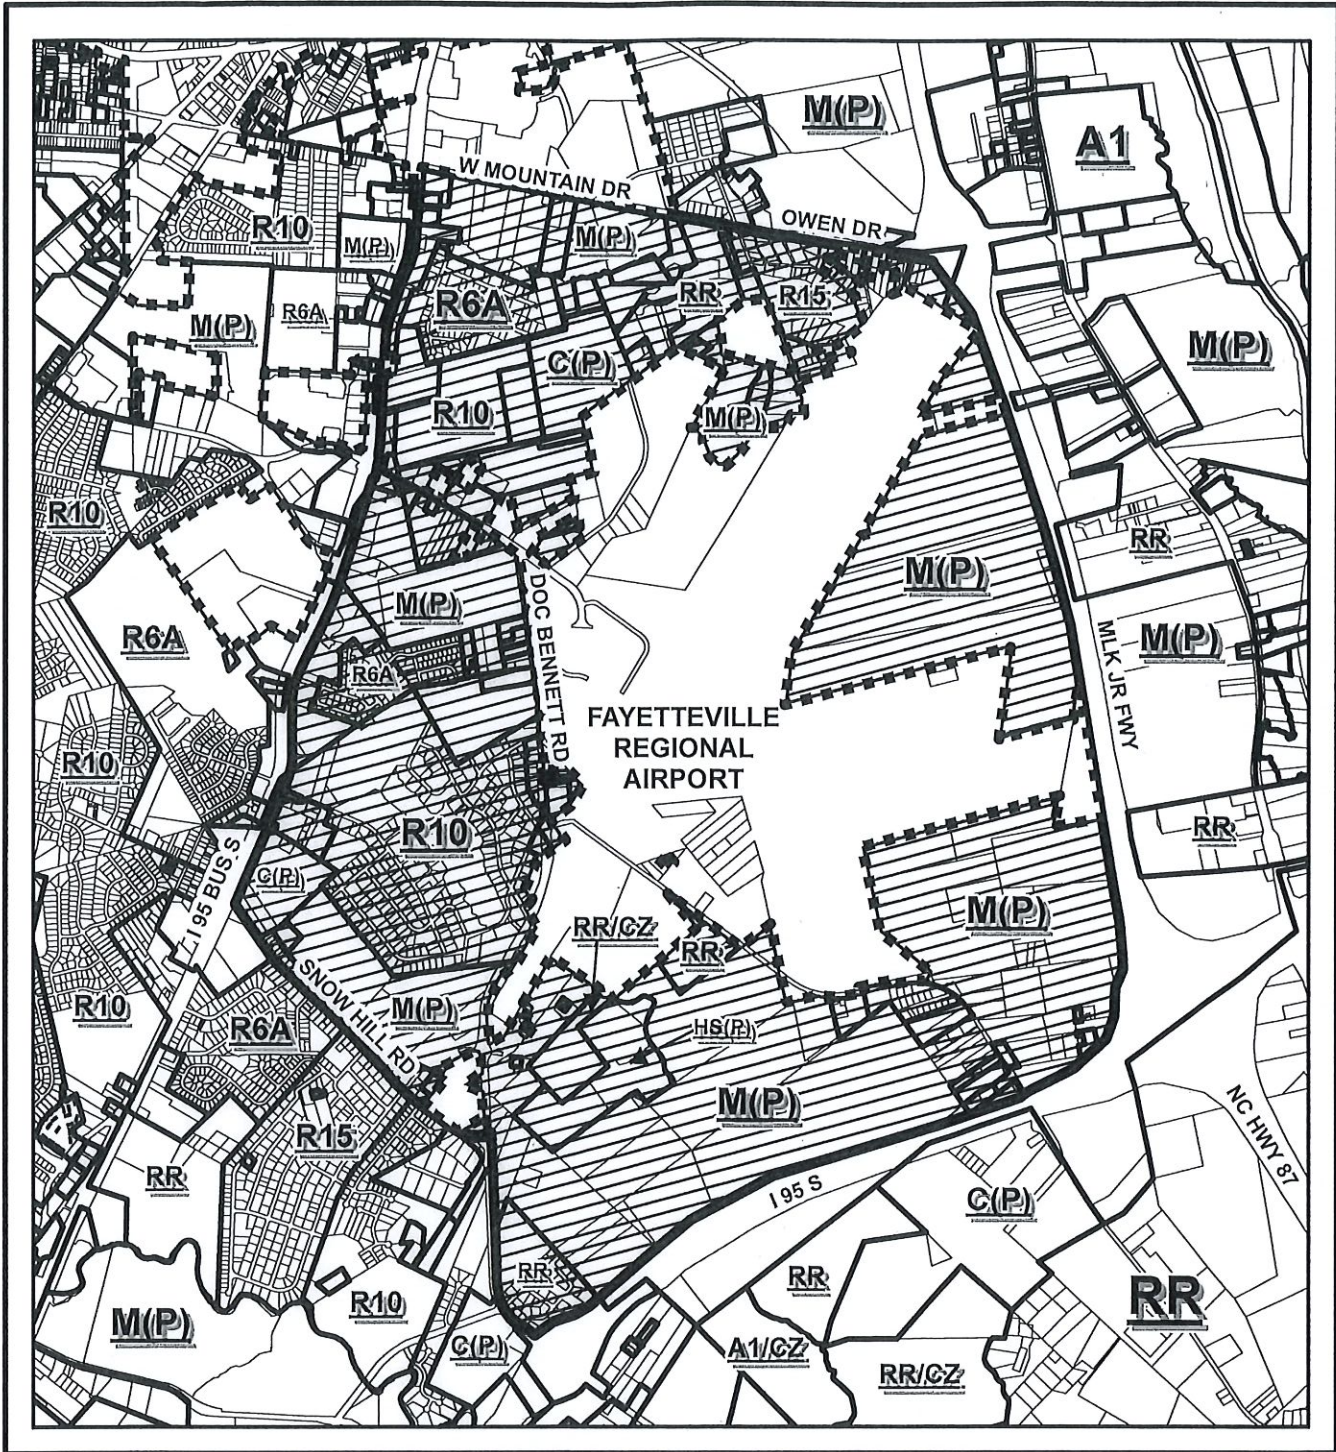 M(P)
A1
W MOUNTAIN DR
R10
M(P)
M(P)
OWEN DR
R6A
RR
R15
M(P)
R6A
M(P)
C(P)
R10
M(P)
R10
RR
M(P)
M(P)
DOC BENNETT RD
R6A
M(P)
MLK JR FWY
R6A
FAYETTEVILLE
REGIONAL
AIRPORT
R10
RR
R10
I 95 BUS S
C(P)
M(P)
RR/CZ
RR
SNOW HILL RD
R10
R6A
M(P)
HS(P)
M(P)
NC HWY 87
R15
RR
I 95 S
C(P)
RR
RR
R10
RR
M(P)
C(P)
A1/CZ
RR/CZ